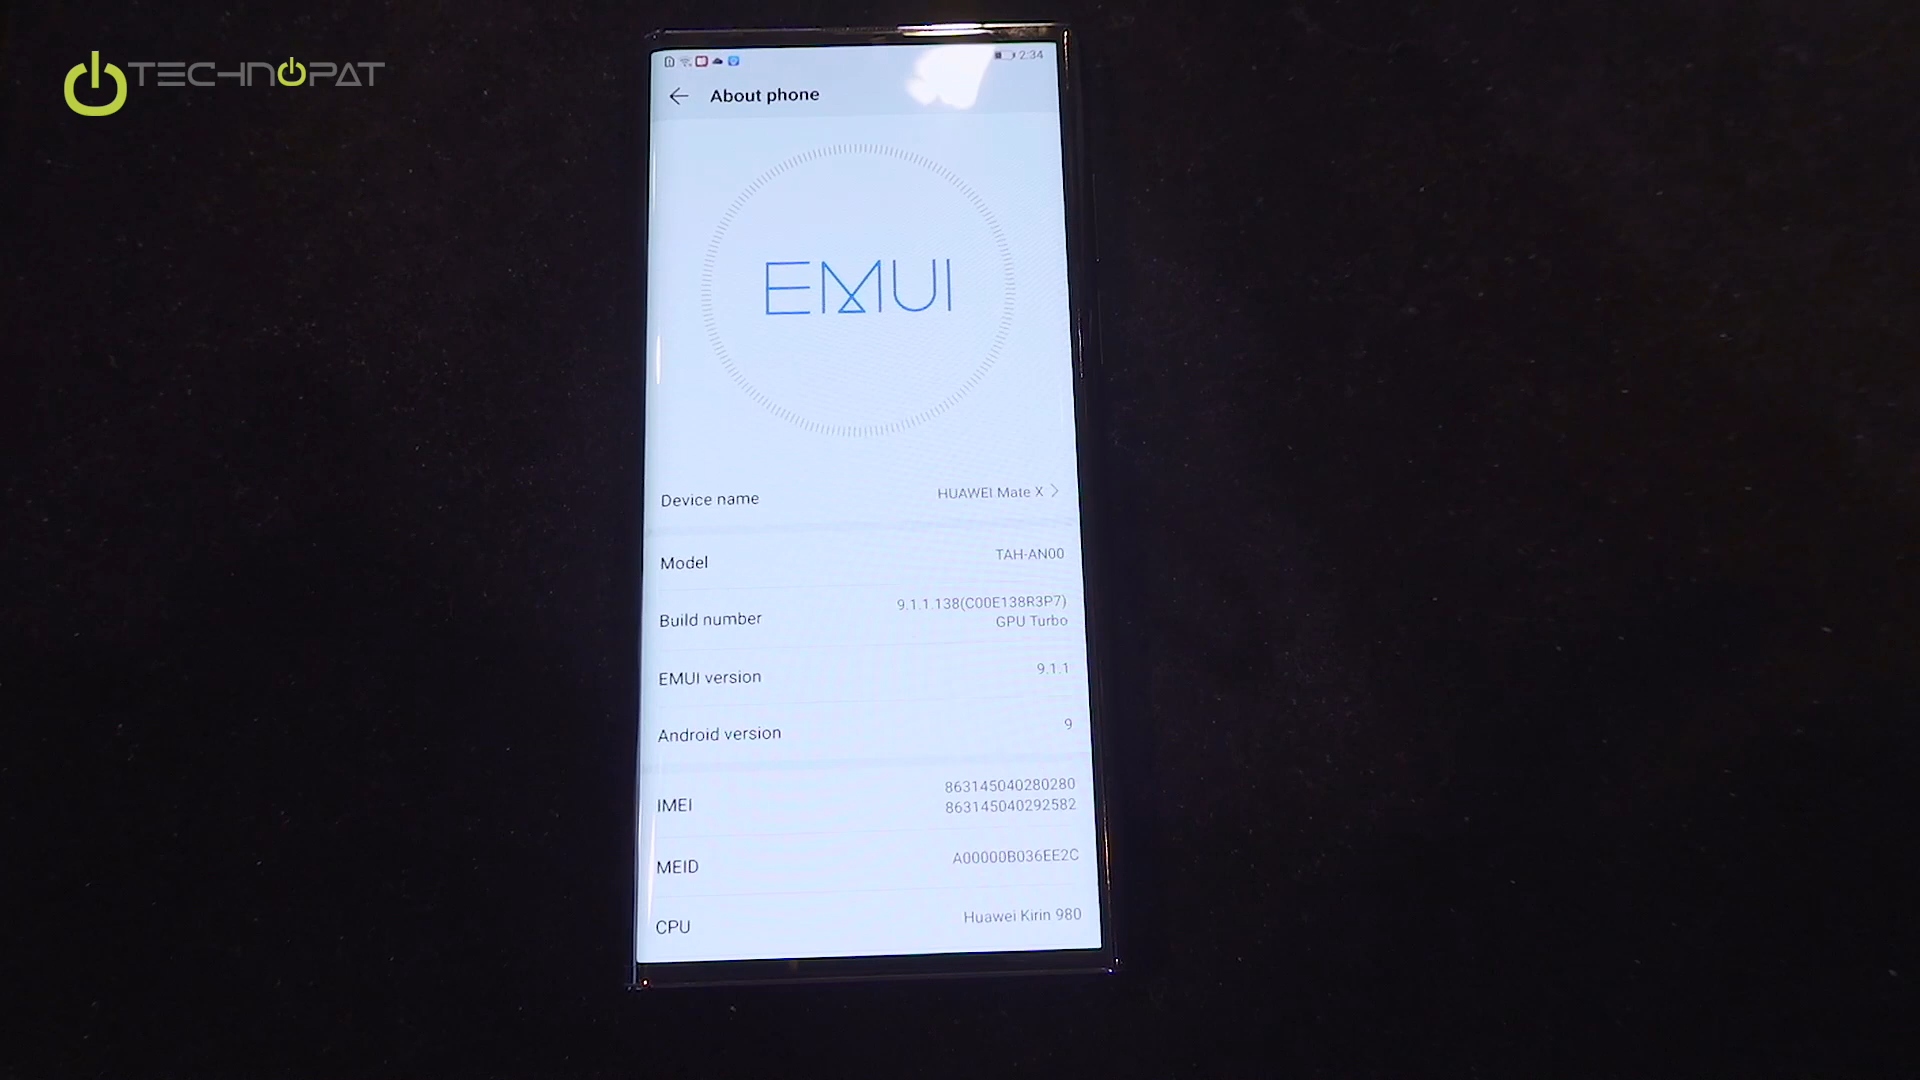 TECHNOPAT
2:34
About phone
EMUI
Device name HUAWEI Mate X
Model TAH-AN00
Build number 9.1.1.138(C00E138R3P7)
GPU Turbo
EMUI version 9.1.1
Android version 9
IMEI 863145040280280
863145040292582
MEID A00000B036EE2C
CPU Huawei Kirin 980